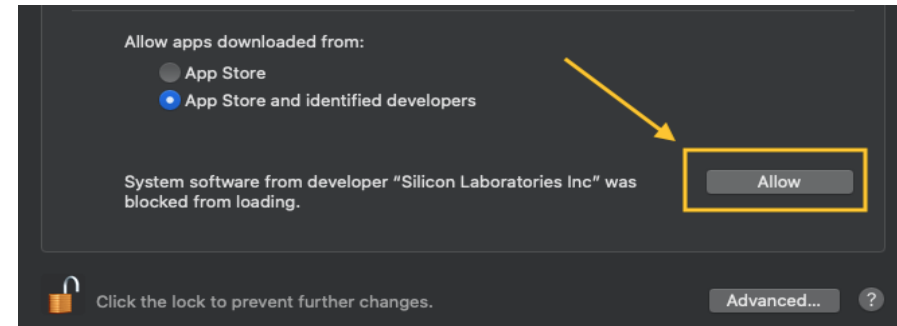 Allow apps downloaded from:
App Store
App Store and identified developers
System software from developer “Silicon Laboratories Inc” was
blocked from loading.
Allow
Click the lock to prevent further changes.
Advanced...
?